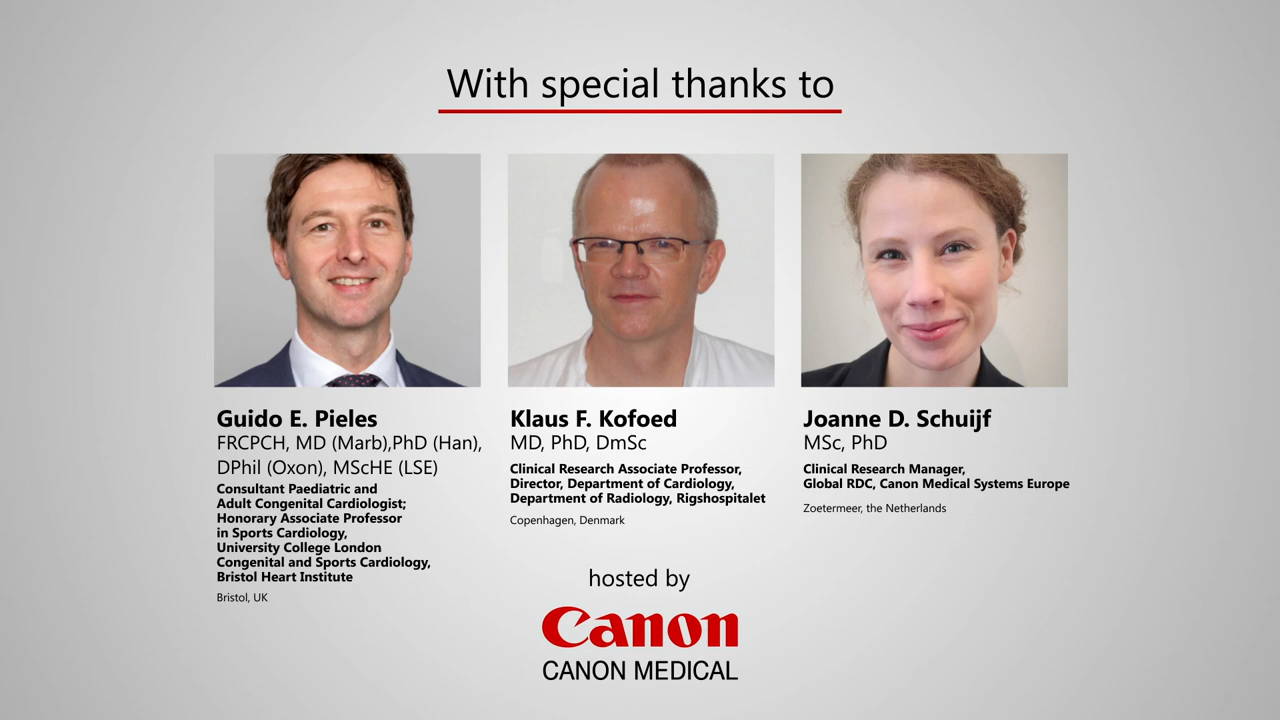 With special thanks to
Guido E. Pieles
FRCPCH, MD (Marb),PhD (Han),
DPhil (Oxon), MScHE (LSE)
Consultant Paediatric and
Adult Congenital Cardiologist;
Honorary Associate Professor
in Sports Cardiology,
University College London
Congenital and Sports Cardiology,
Bristol Heart Institute
Bristol, UK
Klaus F. Kofoed
MD, PhD, DmSc
Clinical Research Associate Professor,
Director, Department of Cardiology,
Department of Radiology, Rigshospitalet
Copenhagen, Denmark
Joanne D. Schuijf
MSc, PhD
Clinical Research Manager,
Global RDC, Canon Medical Systems Europe
Zoetermeer, the Netherlands
hosted by
Canon
CANON MEDICAL